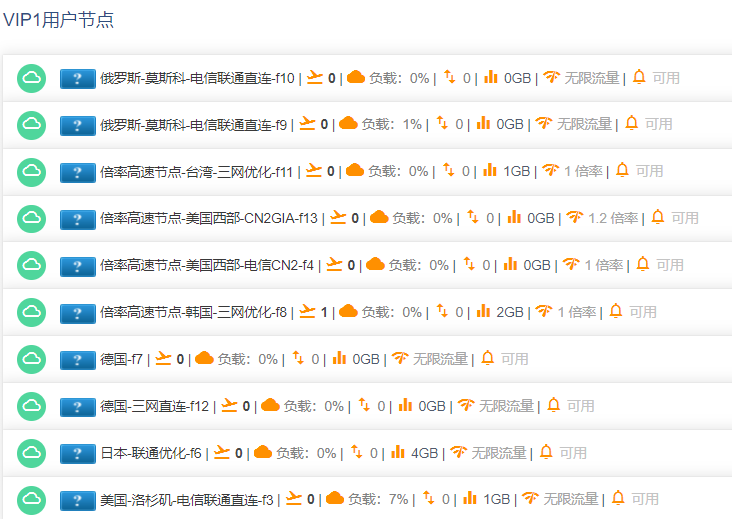 VIP1用户节点
? 俄罗斯-莫斯科-电信联通直连-f10 | 0 | 负载：0% | 0 | 0GB | 无限流量 | 可用
? 俄罗斯-莫斯科-电信联通直连-f9 | 0 | 负载：1% | 0 | 0GB | 无限流量 | 可用
? 倍率高速节点-台湾-三网优化-f11 | 0 | 负载：0% | 0 | 1GB | 1 倍率 | 可用
? 倍率高速节点-美国西部-CN2GIA-f13 | 0 | 负载：0% | 0 | 0GB | 1.2 倍率 | 可用
? 倍率高速节点-美国西部-电信CN2-f4 | 0 | 负载：0% | 0 | 0GB | 1 倍率 | 可用
? 倍率高速节点-韩国-三网优化-f8 | 1 | 负载：0% | 0 | 2GB | 1 倍率 | 可用
? 德国-f7 | 0 | 负载：0% | 0 | 0GB | 无限流量 | 可用
? 德国-三网直连-f12 | 0 | 负载：0% | 0 | 0GB | 无限流量 | 可用
? 日本-联通优化-f6 | 0 | 负载：0% | 0 | 4GB | 无限流量 | 可用
? 美国-洛杉矶-电信联通直连-f3 | 0 | 负载：7% | 0 | 1GB | 无限流量 | 可用